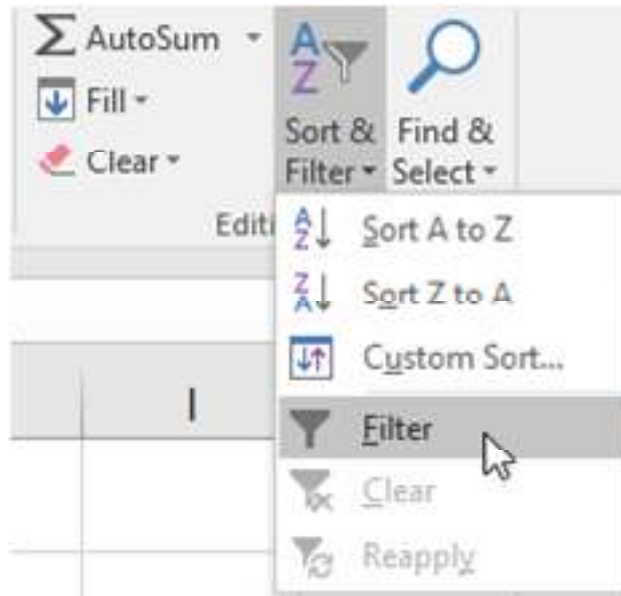 AutoSum
Fill
Clear
Sort &
Filter
Find &
Select
Editi
Sort A to Z
Sort Z to A
Custom Sort...
Filter
Clear
Reapply
I